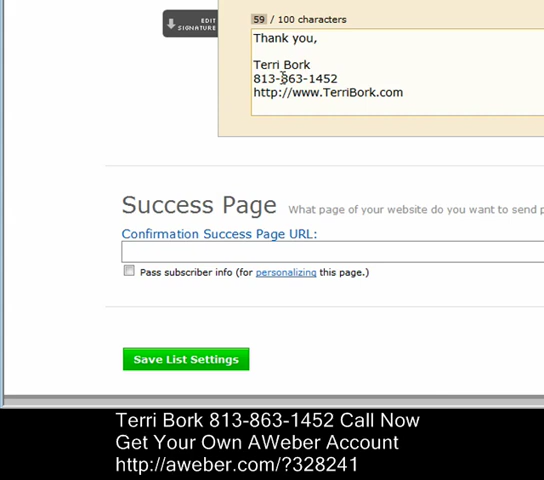 59 / 100 characters
EDIT
SIGNATURE
Thank you,
Terri Bork
813-863-1452
http://www.TerriBork.com
Success Page What page of your website do you want to send
Confirmation Success Page URL:
Pass subscriber info (for personalizing this page.)
Save List Settings
Terri Bork 813-863-1452 Call Now
Get Your Own AWeber Account
http://aweber.com/?328241